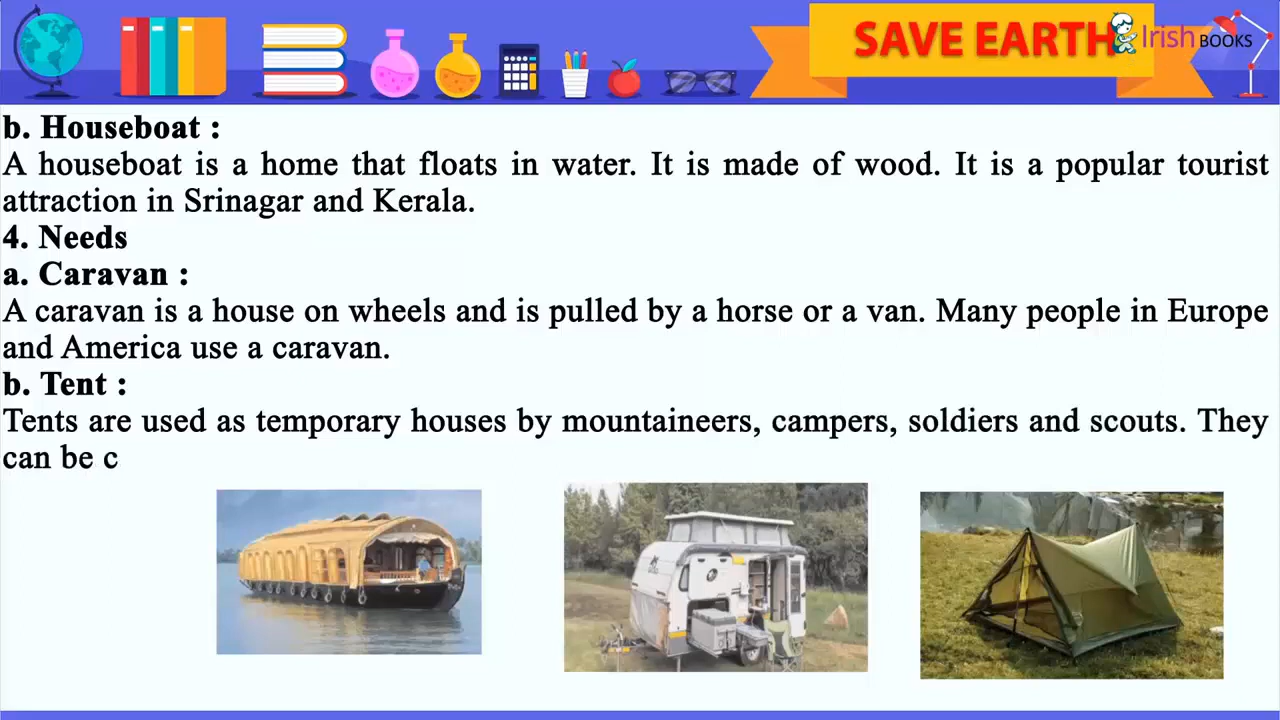 SAVE EARTH
Irish BOOKS
b. Houseboat :
A houseboat is a home that floats in water. It is made of wood. It is a popular tourist
attraction in Srinagar and Kerala.
4. Needs
a. Caravan :
A caravan is a house on wheels and is pulled by a horse or a van. Many people in Europe
and America use a caravan.
b. Tent :
Tents are used as temporary houses by mountaineers, campers, soldiers and scouts. They
can be c